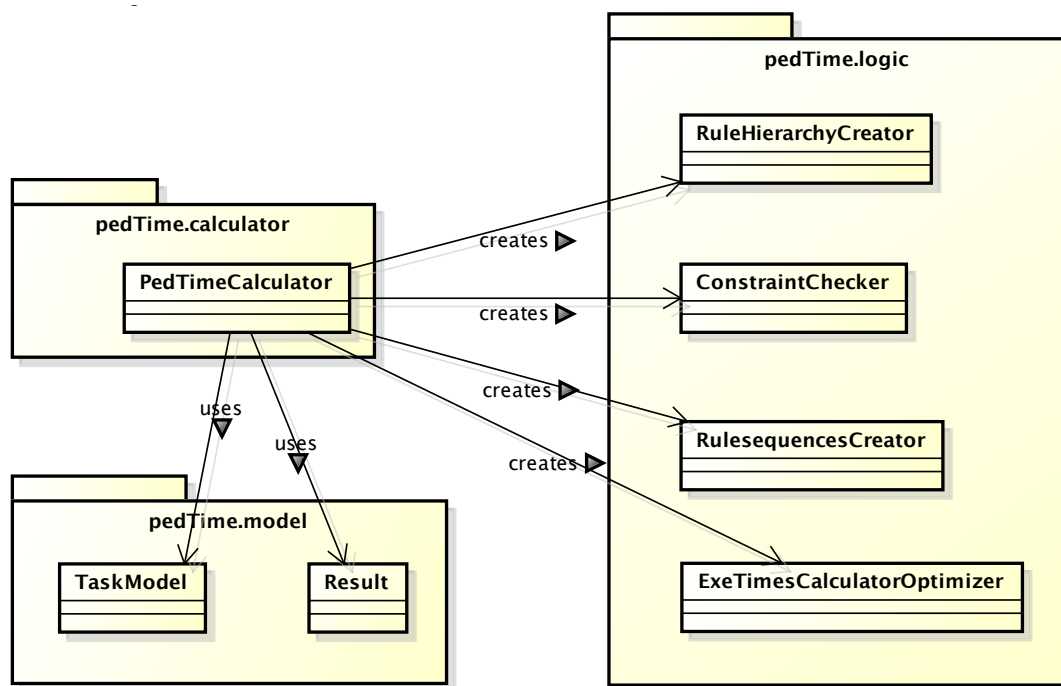 pedTime.logic
RuleHierarchyCreator
pedTime.calculator
creates
PedTimeCalculator
ConstraintChecker
creates
creates
uses
RulesequencesCreator
uses
creates
pedTime.model
TaskModel
Result
ExeTimesCalculatorOptimizer